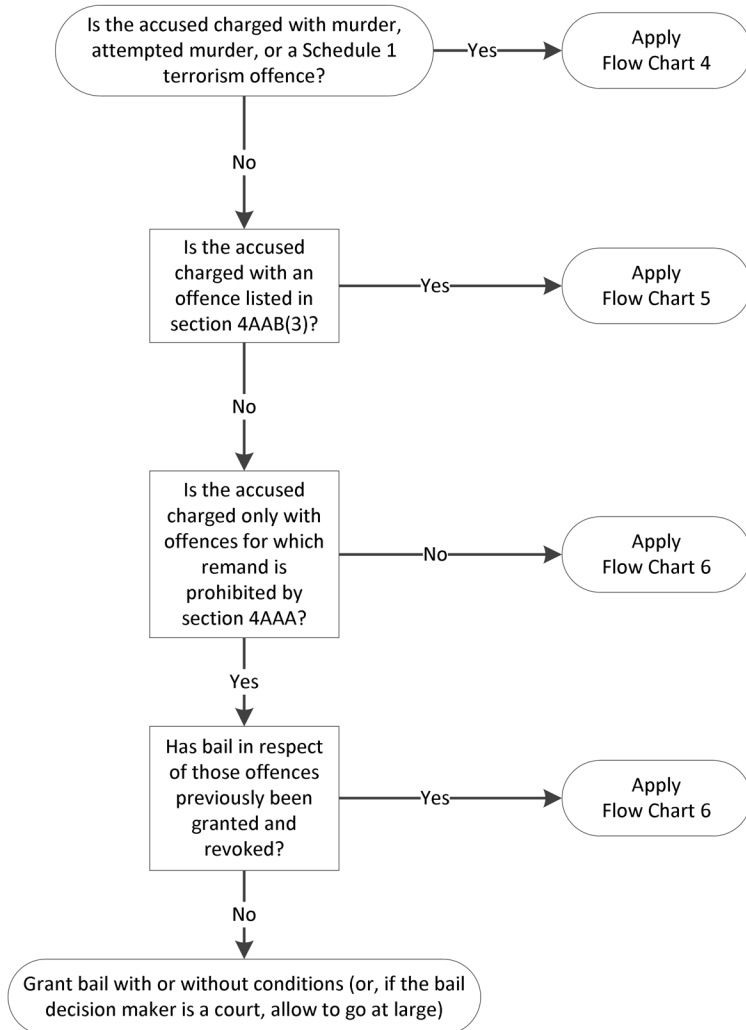 Is the accused charged with murder,
attempted murder, or a Schedule 1
terrorism offence?
Yes
Apply
Flow Chart 4
No
Is the accused
charged with an
offence listed in
section 4AAB(3)?
Yes
Apply
Flow Chart 5
No
Is the accused
charged only with
offences for which
remand is
prohibited by
section 4AAA?
No
Apply
Flow Chart 6
Yes
Has bail in respect
of those offences
previously been
granted and
revoked?
Yes
Apply
Flow Chart 6
No
Grant bail with or without conditions (or, if the bail
decision maker is a court, allow to go at large)